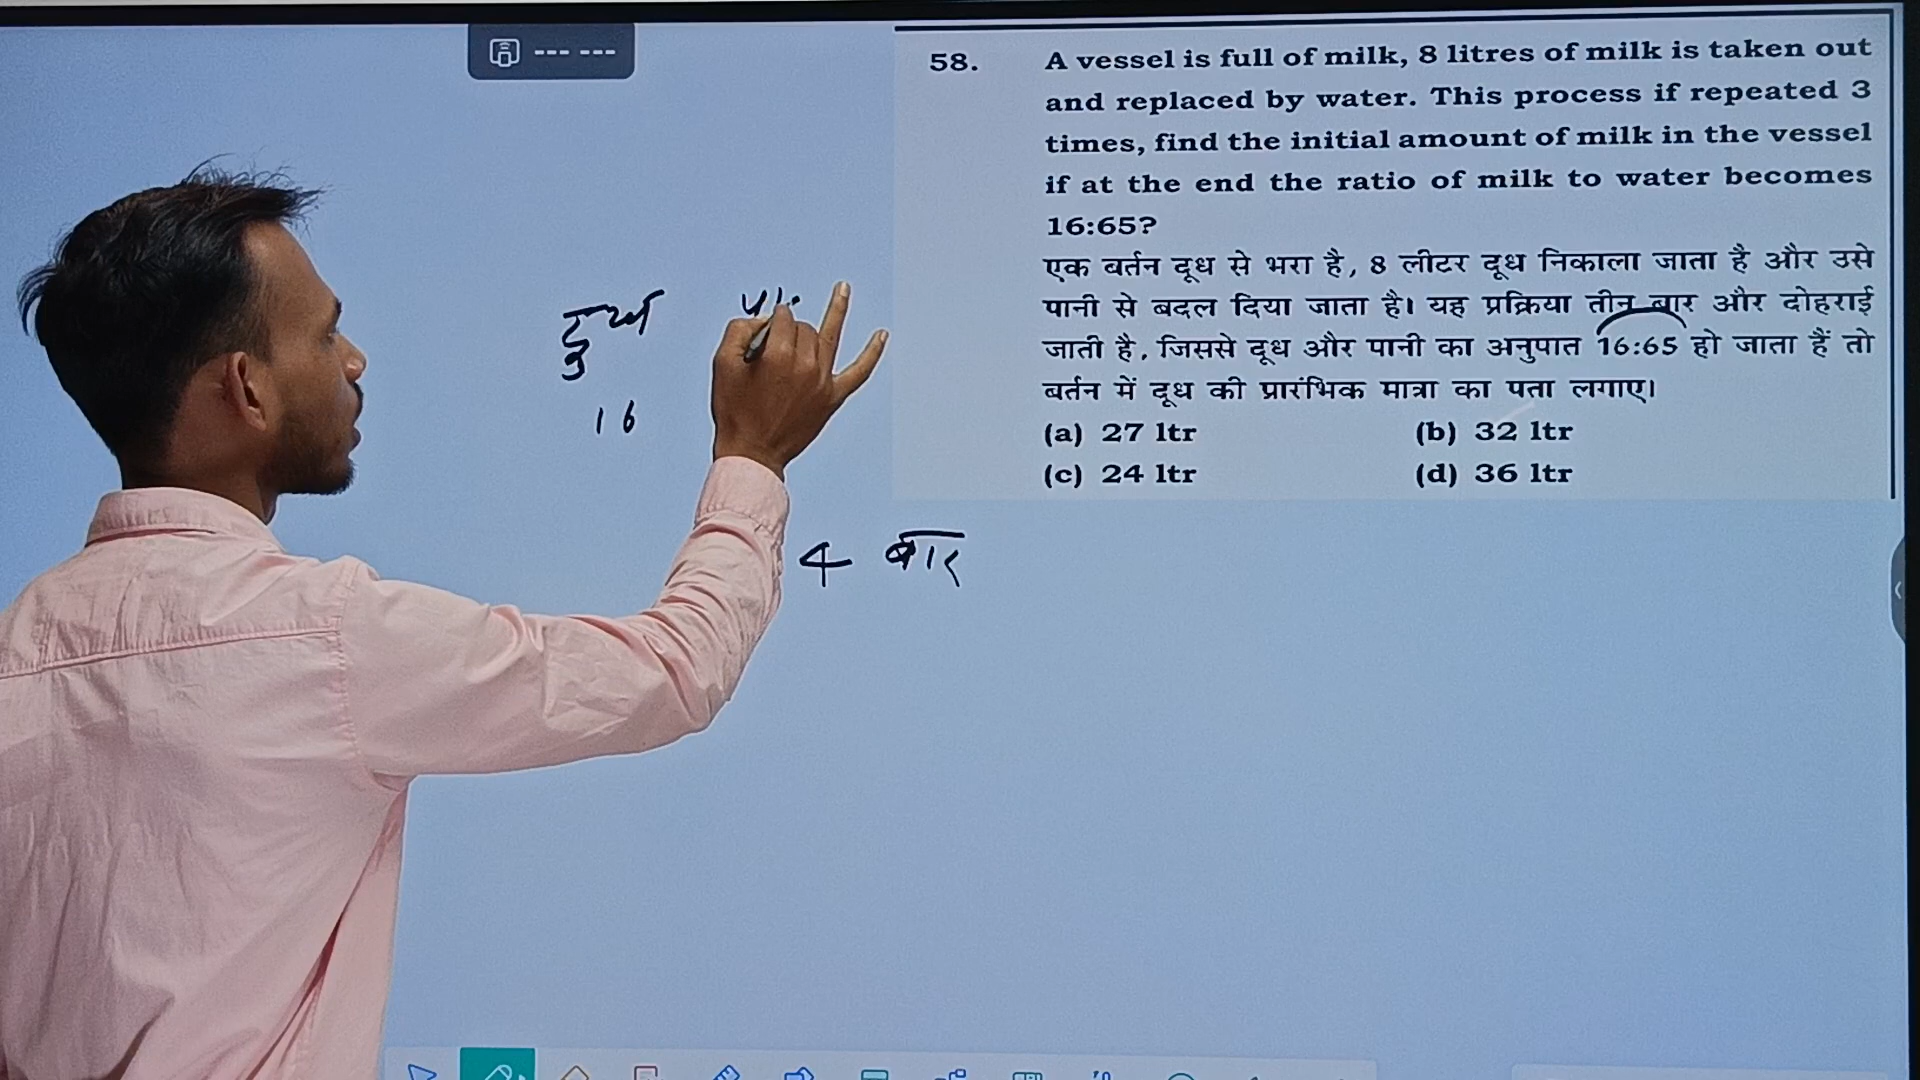 58. A vessel is full of milk, 8 litres of milk is taken out
and replaced by water. This process if repeated 3
times, find the initial amount of milk in the vessel
if at the end the ratio of milk to water becomes
16:65?
एक बर्तन दूध से भरा है, 8 लीटर दूध निकाला जाता है और उसे
पानी से बदल दिया जाता है। यह प्रक्रिया तीन बार और दोहराई
जाती है, जिससे दूध और पानी का अनुपात 16:65 हो जाता हैं तो
बर्तन में दूध की प्रारंभिक मात्रा का पता लगाए।
(a) 27 ltr (b) 32 ltr
(c) 24 ltr (d) 36 ltr
16
4 बार